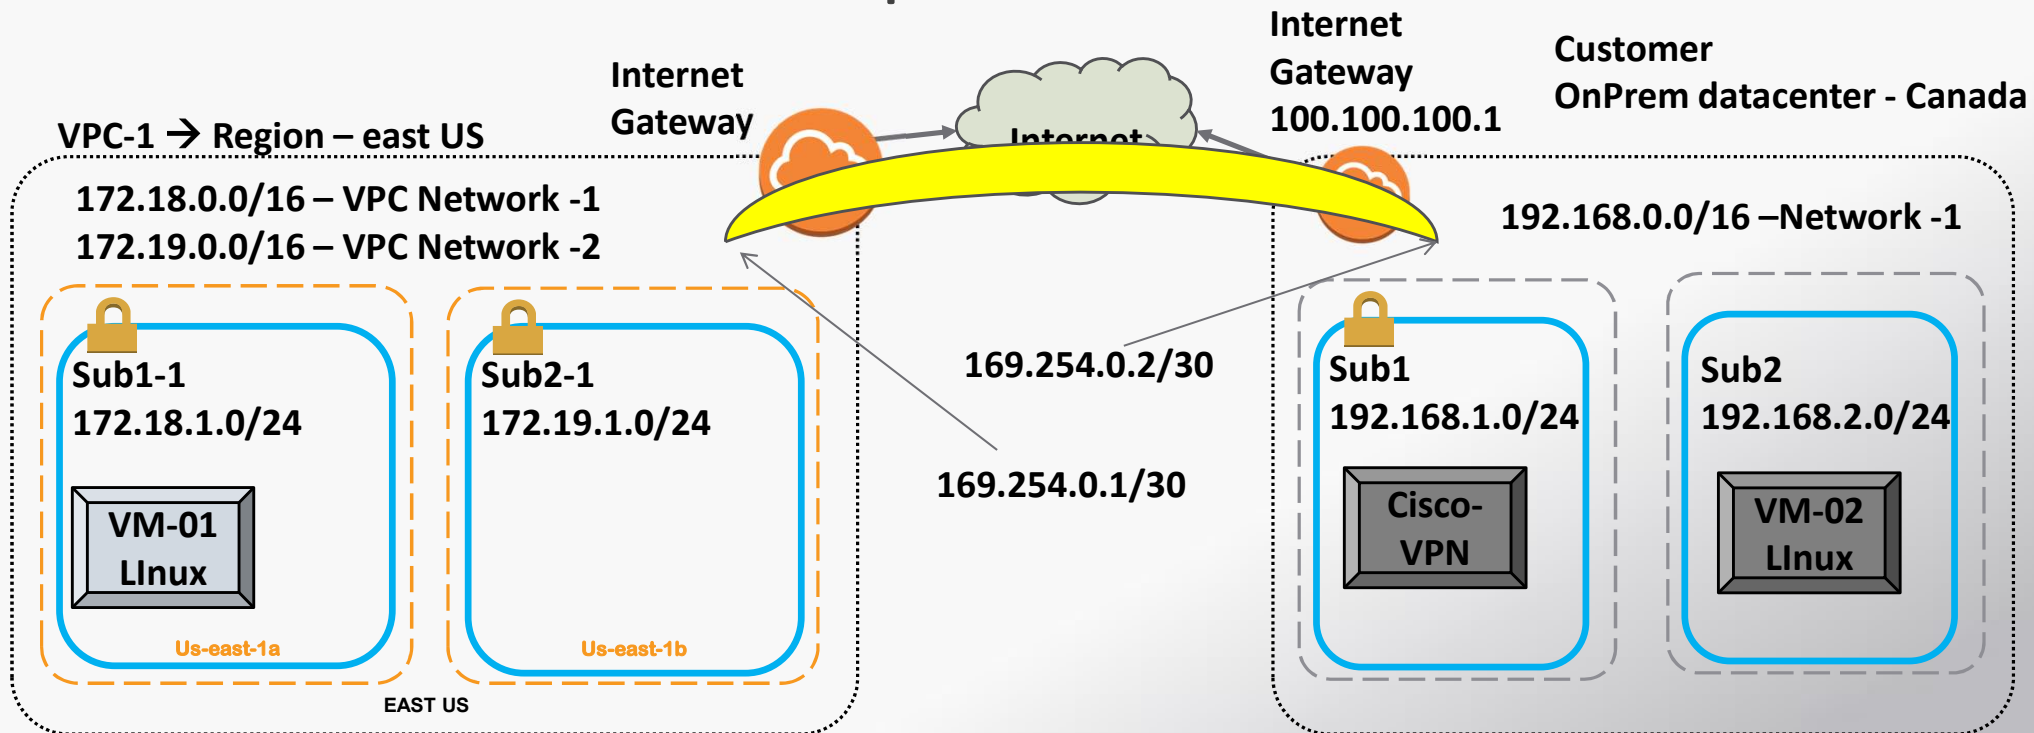 Internet
Gateway
Internet
Gateway
100.100.100.1
Customer
OnPrem datacenter - Canada
VPC-1 → Region – east US
Internet
172.18.0.0/16 – VPC Network -1
172.19.0.0/16 – VPC Network -2
192.168.0.0/16 –Network -1
Sub1-1
172.18.1.0/24
VM-01
LInux
Us-east-1a
Sub2-1
172.19.1.0/24
Us-east-1b
EAST US
169.254.0.2/30
169.254.0.1/30
Sub1
192.168.1.0/24
Cisco-
VPN
Sub2
192.168.2.0/24
VM-02
LInux